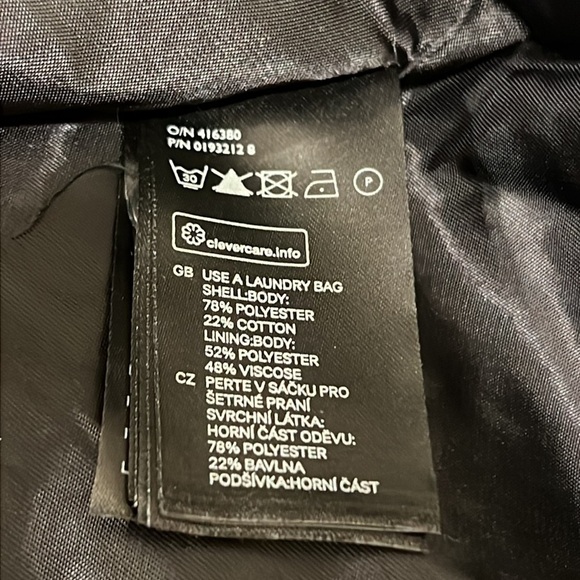 O/N 416380
P/N 0193212 8
30 P
clevercare.info
GB USE A LAUNDRY BAG
SHELL:BODY:
78% POLYESTER
22% COTTON
LINING:BODY:
52% POLYESTER
48% VISCOSE
CZ PERTE V SÁČKU PRO
ŠETRNÉ PRANÍ
SVRCHNÍ LÁTKA:
HORNÍ ČÁST ODĚVU:
78% POLYESTER
22% BAVLNA
PODŠÍVKA:HORNÍ ČÁST